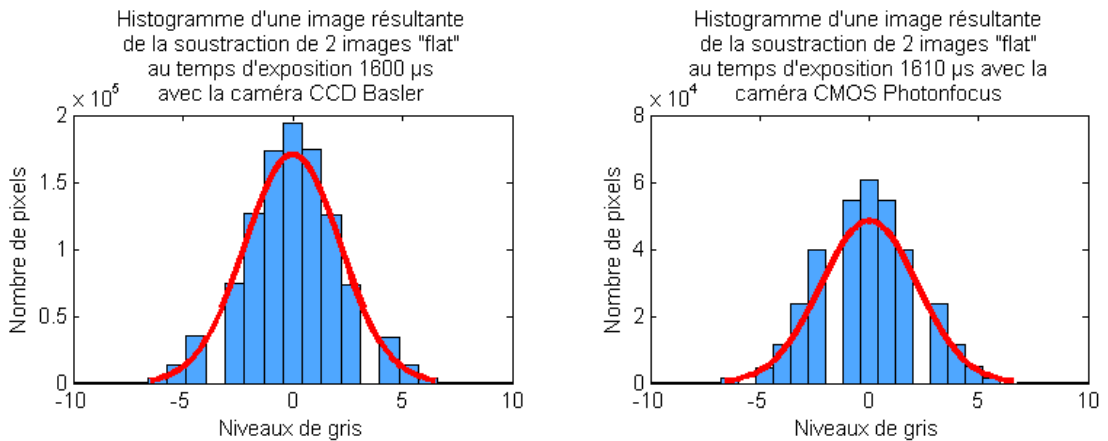 Histogramme d'une image résultante
de la soustraction de 2 images "flat"
au temps d'exposition 1600 µs
avec la caméra CCD Basler
2 × 10^5
1.5
1
0.5
0
-10 -5 0 5 10
Nombre de pixels
Niveaux de gris
Histogramme d'une image résultante
de la soustraction de 2 images "flat"
au temps d'exposition 1610 µs avec la
caméra CMOS Photonfocus
8 × 10^4
6
4
2
0
-10 -5 0 5 10
Nombre de pixels
Niveaux de gris